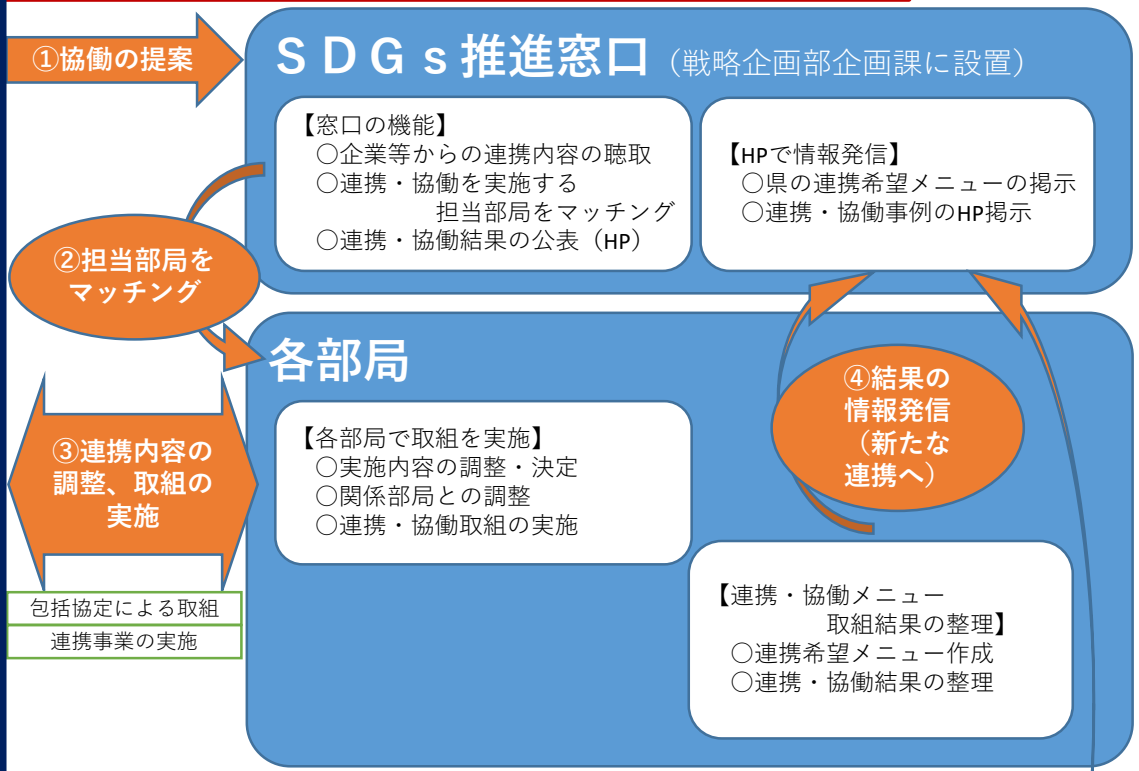 ①協働の提案
ＳＤＧｓ推進窓口（戦略企画部企画課に設置）
【窓口の機能】
○企業等からの連携内容の聴取
○連携・協働を実施する
担当部局をマッチング
○連携・協働結果の公表（HP）
【HPで情報発信】
○県の連携希望メニューの掲示
○連携・協働事例のHP掲示
②担当部局を
マッチング
各部局
【各部局で取組を実施】
○実施内容の調整・決定
○関係部局との調整
○連携・協働取組の実施
③連携内容の
調整、取組の
実施
包括協定による取組
連携事業の実施
④結果の
情報発信
（新たな
連携へ）
【連携・協働メニュー
取組結果の整理】
○連携希望メニュー作成
○連携・協働結果の整理